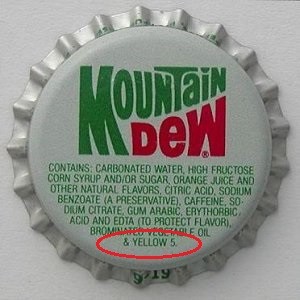 MOUNTAIN
DEW®
CONTAINS: CARBONATED WATER, HIGH FRUCTOSE
CORN SYRUP AND/OR SUGAR, ORANGE JUICE AND
OTHER NATURAL FLAVORS, CITRIC ACID, SODIUM
BENZOATE (A PRESERVATIVE), CAFFEINE, SO-
DIUM CITRATE, GUM ARABIC, ERYTHORBIC
ACID AND EDTA (TO PROTECT FLAVOR),
BROMINATED VEGETABLE OIL
& YELLOW 5.